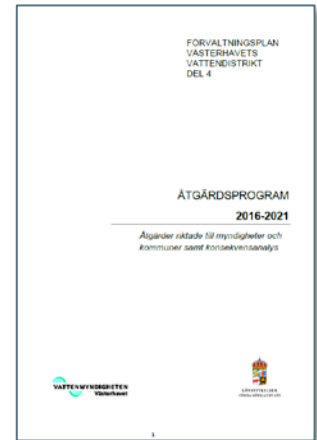 FÖRVALTNINGSPLAN
VÄSTERHAVETS
VATTENDISTRIKT
DEL 4
ÅTGÄRDSPROGRAM
2016-2021
Åtgärder riktade till myndigheter och
kommuner samt konsekvensanalys
VATTENMYNDIGHETEN
Västerhavet
LÄNSSTYRELSEN
1